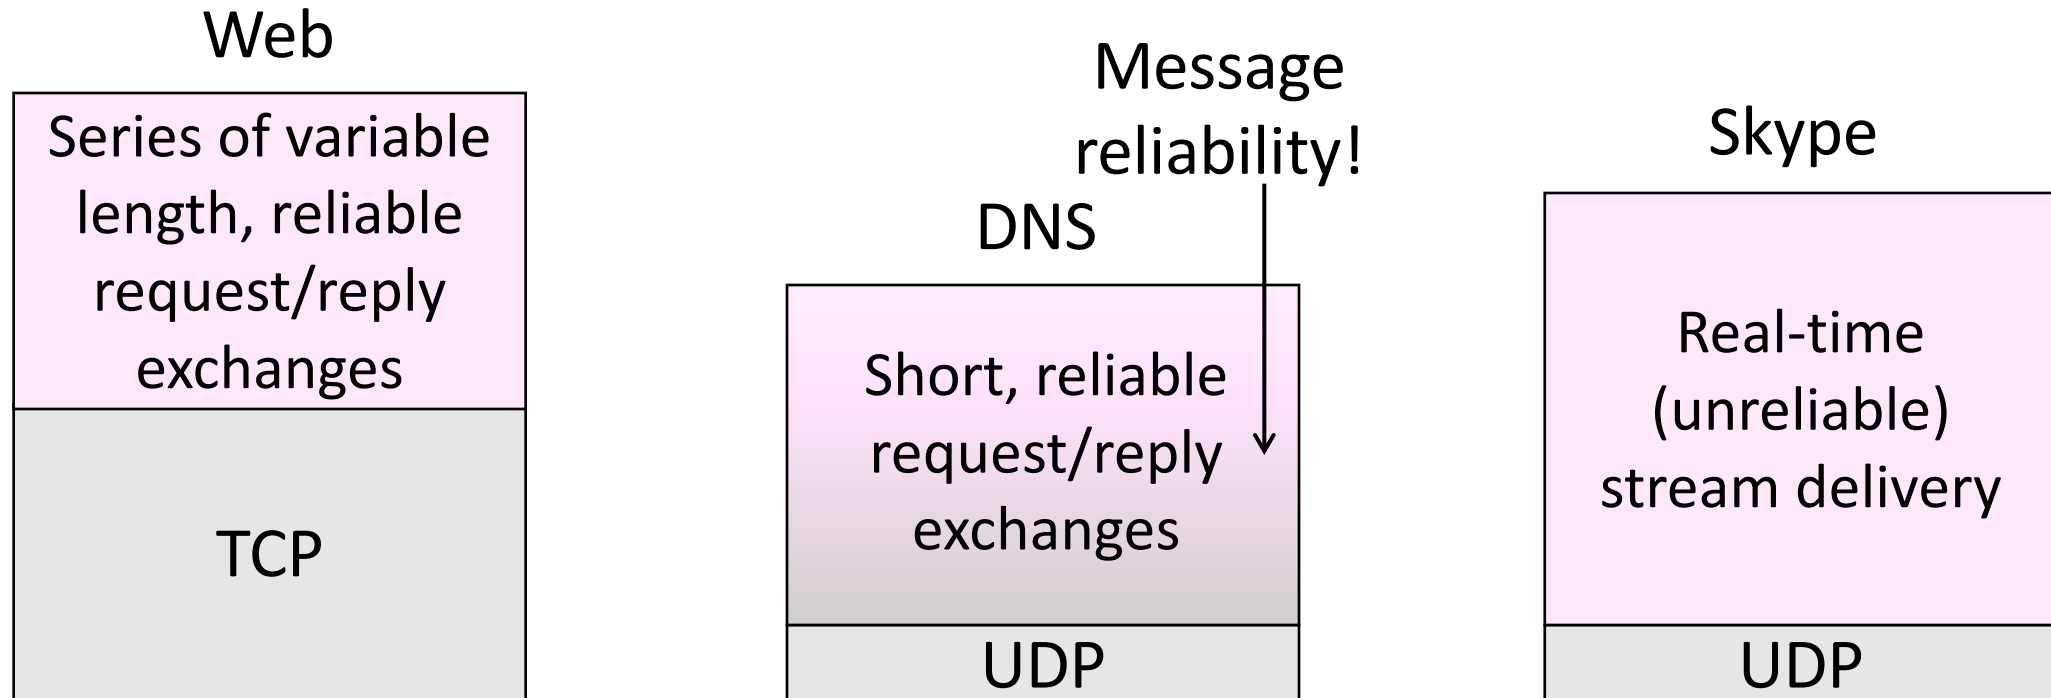 Web
Series of variable
length, reliable
request/reply
exchanges
TCP
Message
reliability!
DNS
Short, reliable
request/reply
exchanges
UDP
Skype
Real-time
(unreliable)
stream delivery
UDP